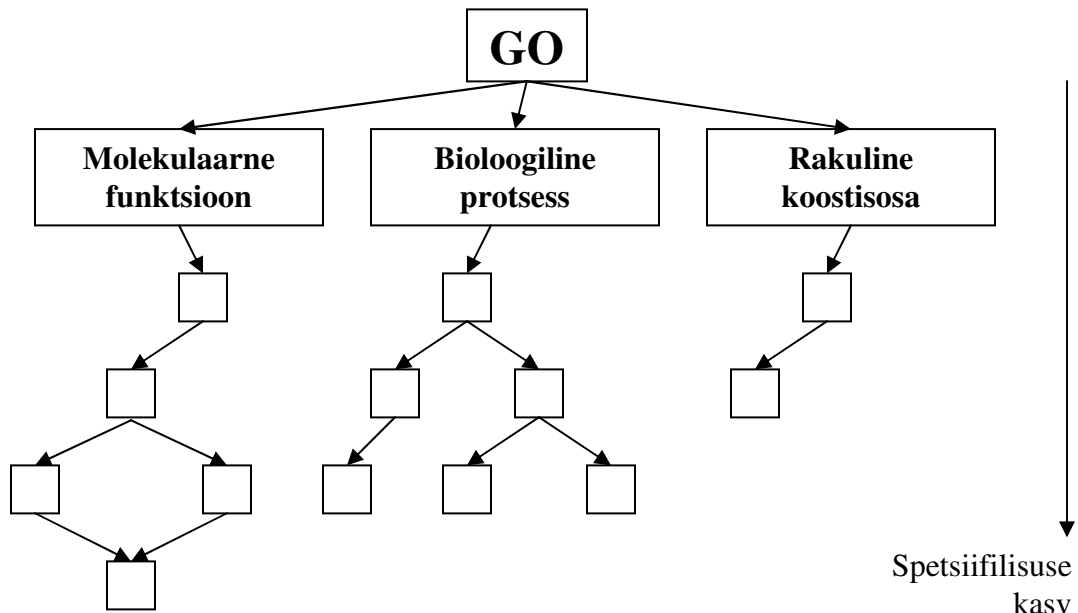 GO
Molekulaarne
funktsioon
Bioloogiline
protsess
Rakuline
koostisosa
Spetsiifilisuse
kasv